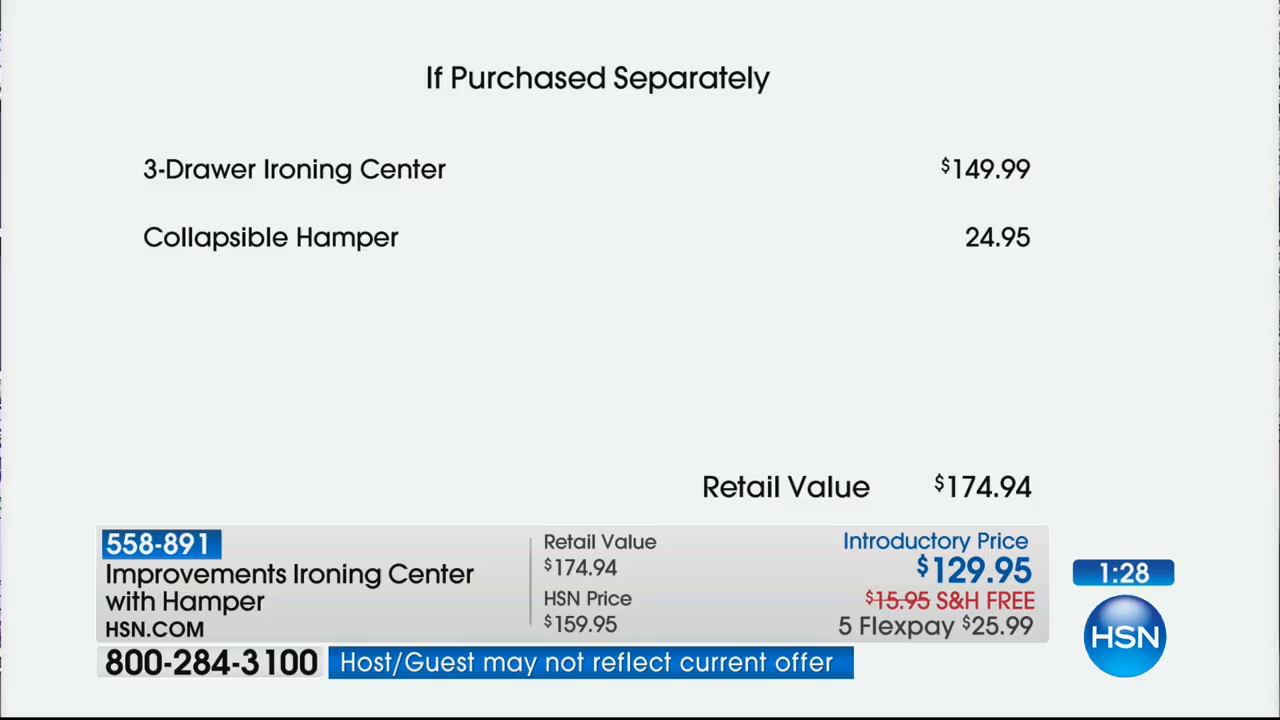 If Purchased Separately
3-Drawer Ironing Center $149.99
Collapsible Hamper 24.95
Retail Value $174.94
558-891
Improvements Ironing Center
with Hamper
HSN.COM
Retail Value
$174.94
HSN Price
$159.95
Introductory Price
$129.95
$15.95 S&H FREE
5 Flexpay $25.99
1:28
HSN
800-284-3100 Host/Guest may not reflect current offer